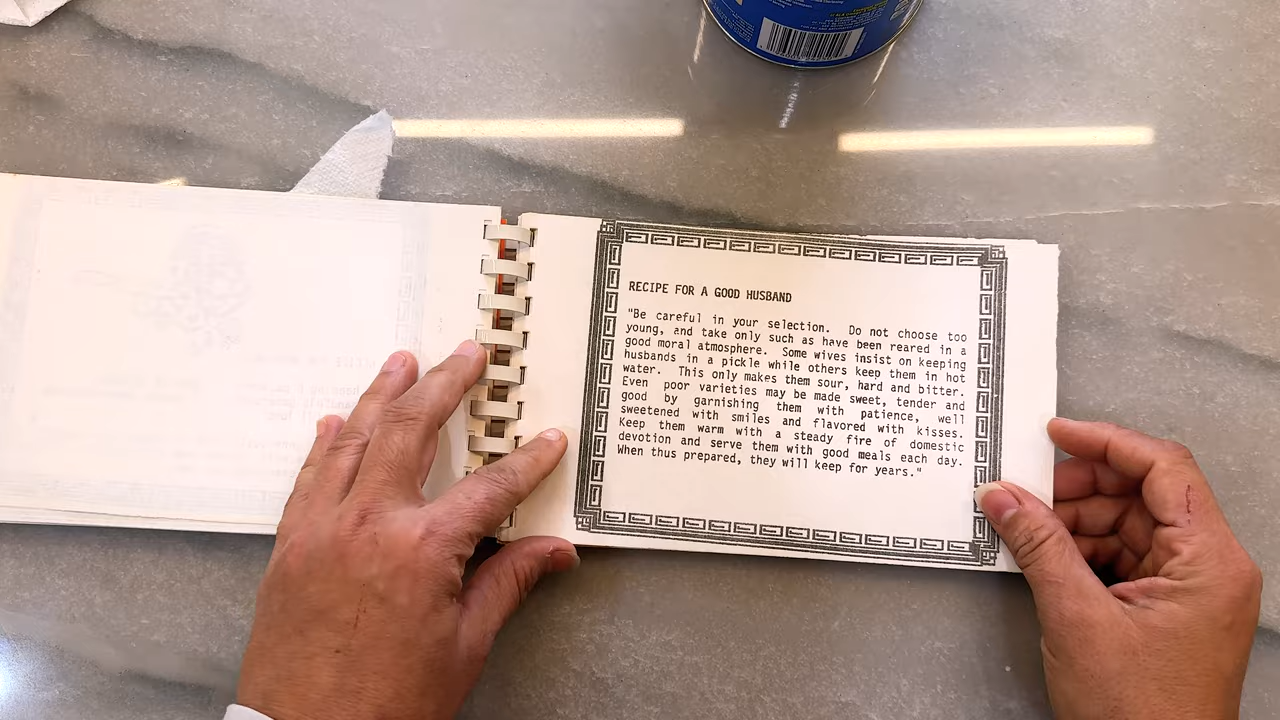 RECIPE FOR A GOOD HUSBAND
"Be careful in your selection. Do not choose too
young, and take only such as have been reared in a
good moral atmosphere. Some wives insist on keeping
husbands in a pickle while others keep them in hot
water. This only makes them sour, hard and bitter.
Even poor varieties may be made sweet, tender and
good by garnishing them with patience, well
sweetened with smiles and flavored with kisses.
Keep them warm with a steady fire of domestic
devotion and serve them with good meals each day.
When thus prepared, they will keep for years."